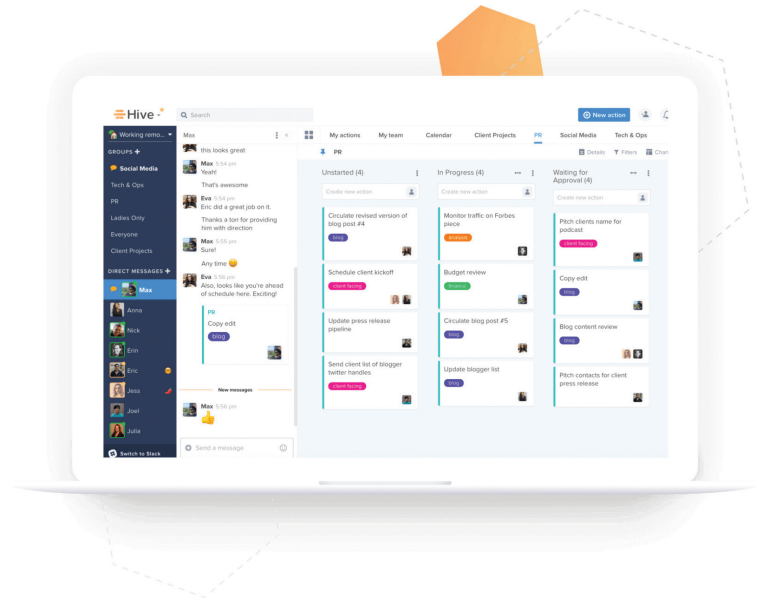 Hive
Search
New action
Working remo...
GROUPS +
Social Media
Tech & Ops
PR
Ladies Only
Everyone
Client Projects
DIRECT MESSAGES +
Max
Anna
Nick
Erin
Eric
Jess
Joel
Julia
Switch to Slack
Max
this looks great
Max 5:54 pm
Yeah!
That's awesome
Eva 5:54 pm
Eric did a great job on it.
Thanks a ton for providing
him with direction
Max 5:55 pm
Sure!
Any time
Eva 5:56 pm
Also, looks like you're ahead
of schedule here. Exciting!
PR
Copy edit
blog
New messages
Max 5:56 pm
Send a message
My actions My team Calendar Client Projects PR Social Media Tech & Ops
PR
Details Filters Chan
Unstarted (4)
Create new action
Circulate revised version of
blog post #4
blog
Schedule client kickoff
client facing
Update press release
pipeline
Send client list of blogger
twitter handles
client facing
In Progress (4)
Create new action
Monitor traffic on Forbes
piece
analysis
Budget review
finance
Circulate blog post #5
blog
Update blogger list
blog
Waiting for
Approval (4)
Create new action
Pitch clients name for
podcast
client facing
Copy edit
blog
Blog content review
blog
Pitch contacts for client
press release